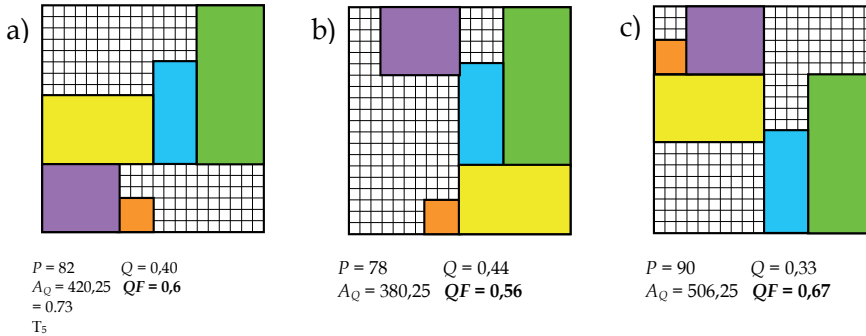 a)
b)
c)
P = 82 Q = 0,40
A_Q = 420,25 QF = 0,6
= 0.73
T₅
P = 78 Q = 0,44
A_Q = 380,25 QF = 0,56
P = 90 Q = 0,33
A_Q = 506,25 QF = 0,67